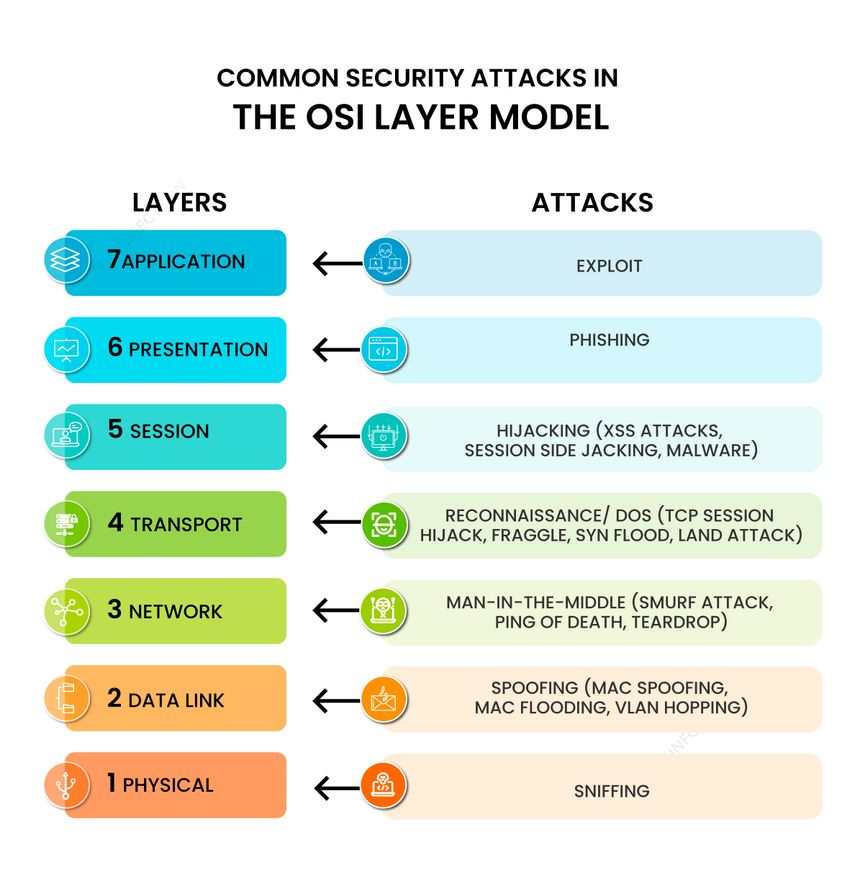 COMMON SECURITY ATTACKS IN
THE OSI LAYER MODEL
LAYERS
ATTACKS
7APPLICATION
EXPLOIT
6 PRESENTATION
PHISHING
5 SESSION
HIJACKING (XSS ATTACKS,
SESSION SIDE JACKING, MALWARE)
4 TRANSPORT
RECONNAISSANCE/ DOS (TCP SESSION
HIJACK, FRAGGLE, SYN FLOOD, LAND ATTACK)
3 NETWORK
MAN-IN-THE-MIDDLE (SMURF ATTACK,
PING OF DEATH, TEARDROP)
2 DATA LINK
SPOOFING (MAC SPOOFING,
MAC FLOODING, VLAN HOPPING)
1 PHYSICAL
SNIFFING